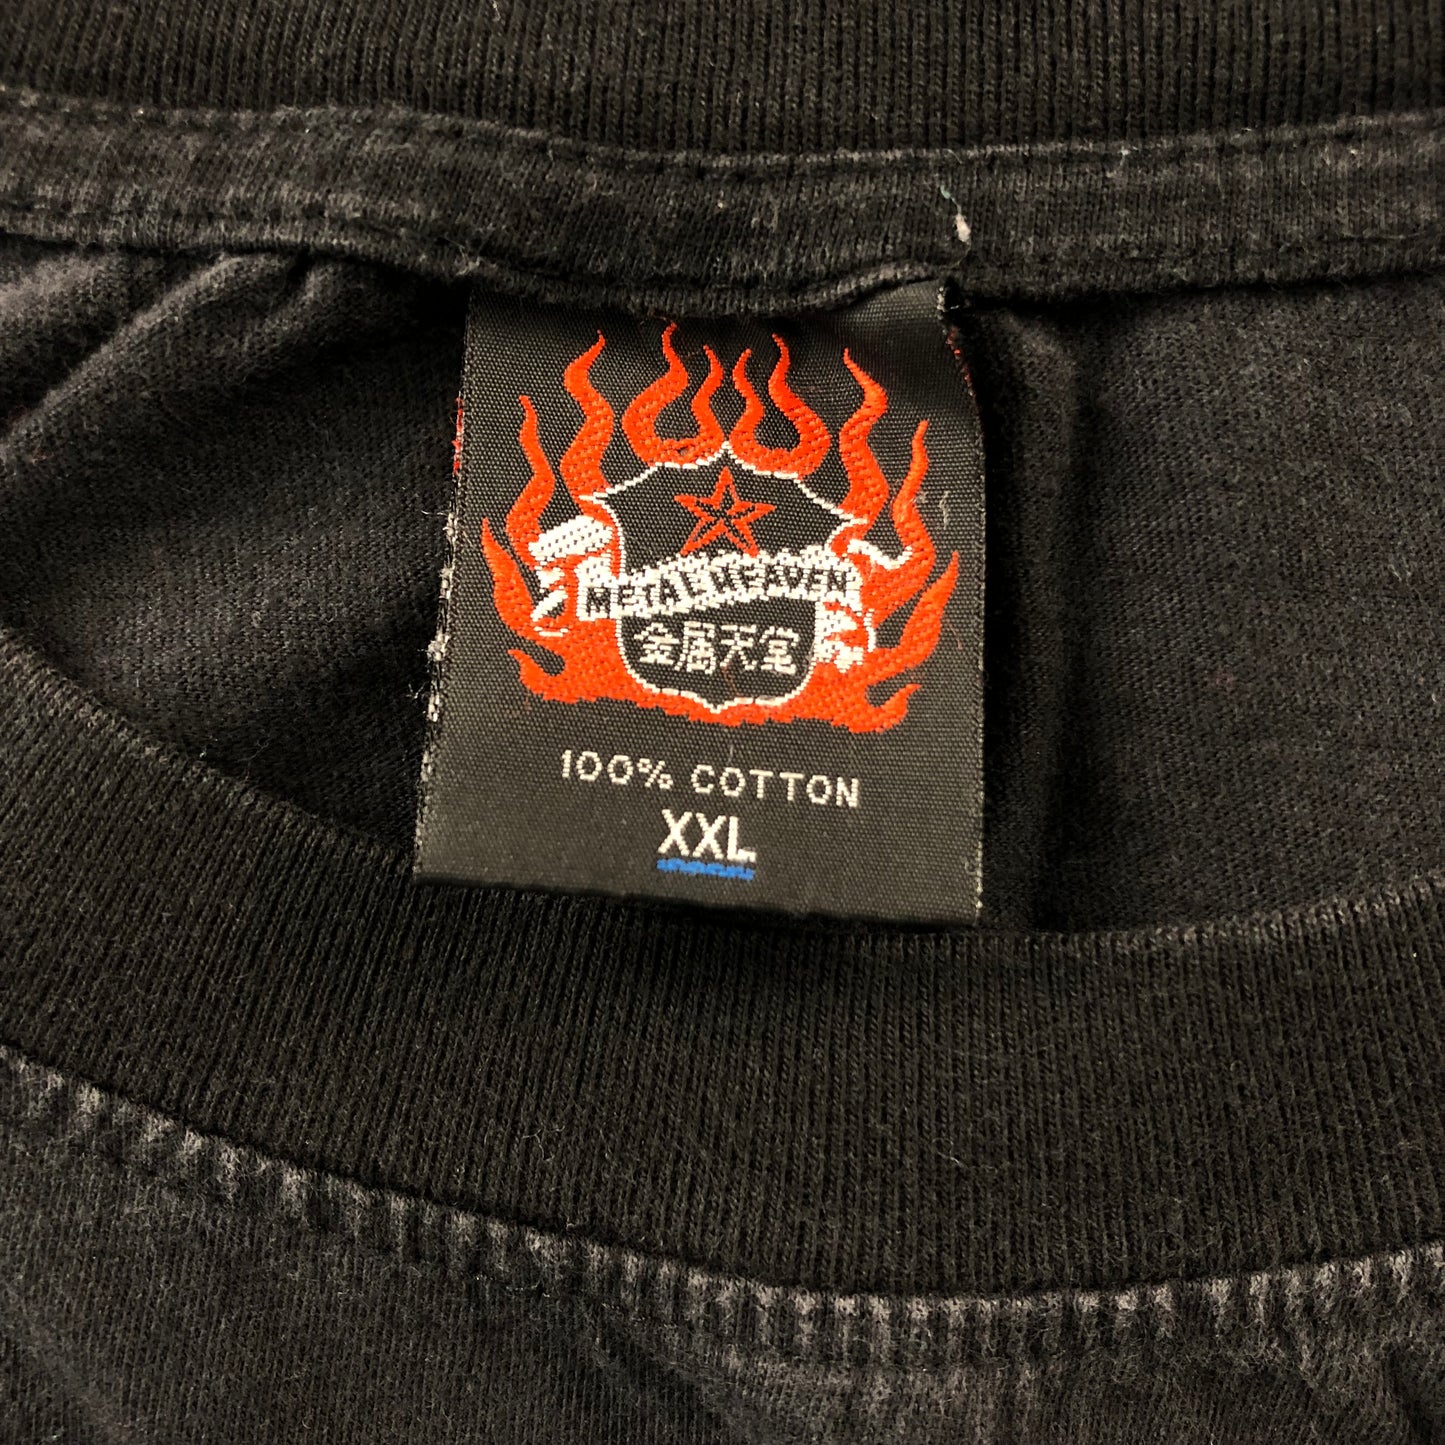 METAL HEAVEN
金属天堂
100% COTTON
XXL